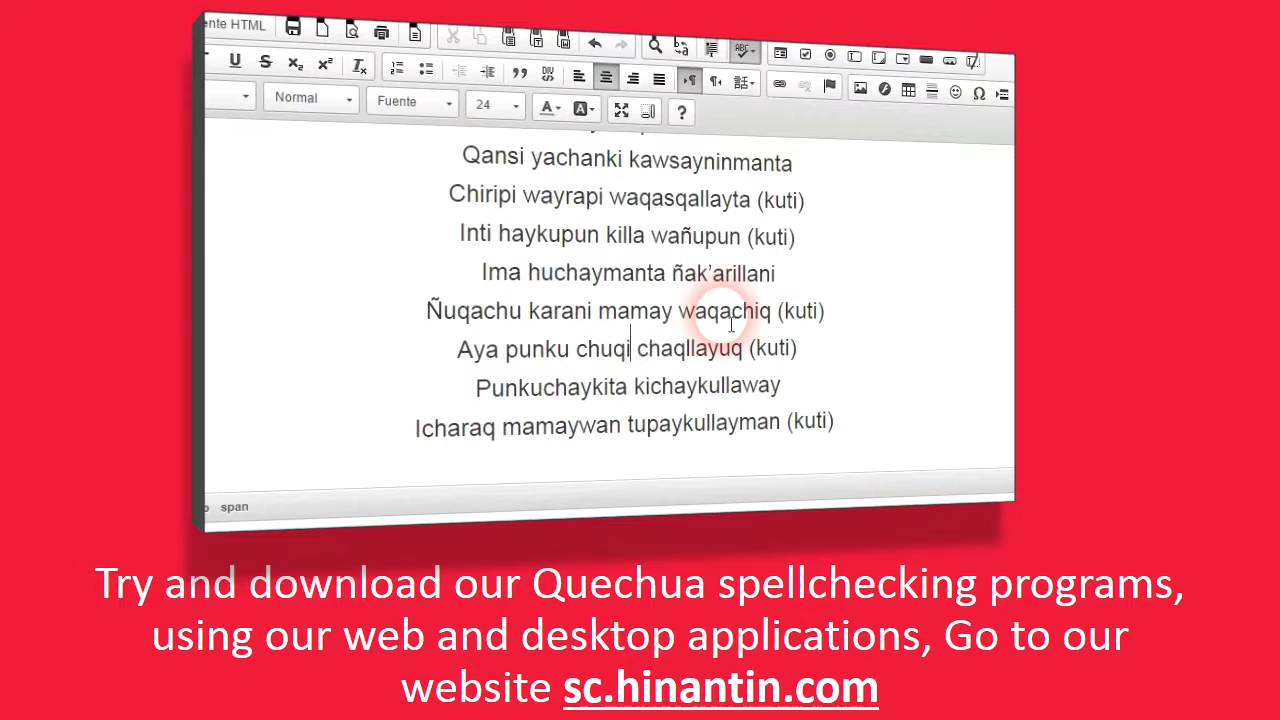 ente HTML
Normal
Fuente
24
Qansi yachanki kawsayninmanta
Chiripi wayrapi waqasqallayta (kuti)
Inti haykupun killa wañupun (kuti)
Ima huchaymanta ñak'arillani
Ñuqachu karani mamay waqachiq (kuti)
Aya punku chuqi chaqllayuq (kuti)
Punkuchaykita kichaykullaway
Icharaq mamaywan tupaykullayman (kuti)
span
Try and download our Quechua spellchecking programs,
using our web and desktop applications, Go to our
website sc.hinantin.com